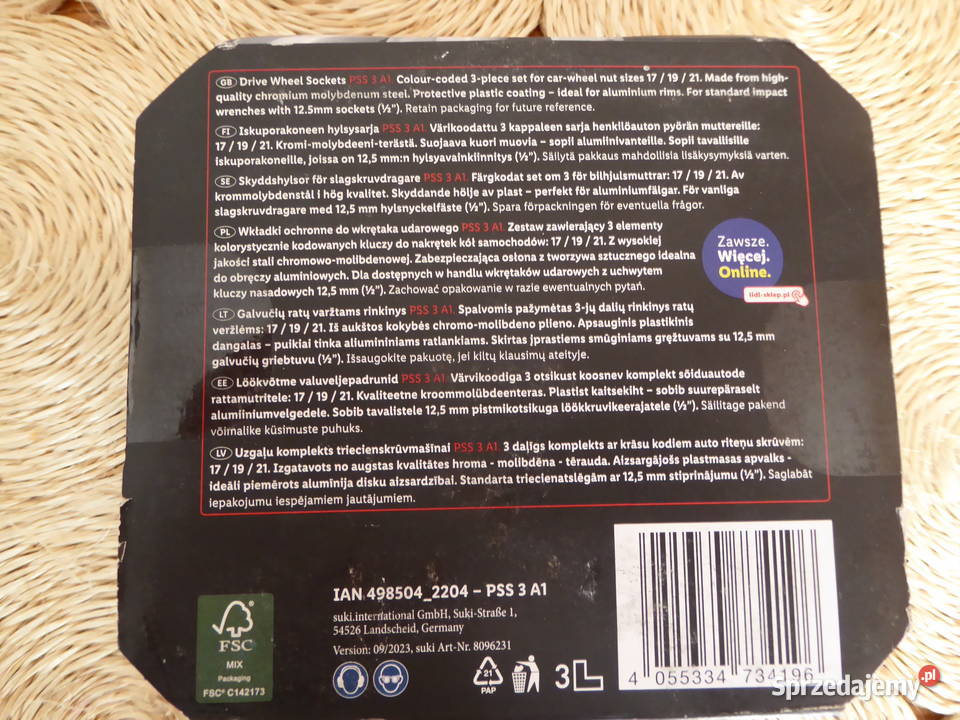 GB Drive Wheel Sockets PSS 3 A1. Colour-coded 3-piece set for car-wheel nut sizes 17 / 19 / 21. Made from high-
quality chromium molybdenum steel. Protective plastic coating – ideal for aluminium rims. For standard impact
wrenches with 12.5mm sockets (½"). Retain packaging for future reference.
FI Iskuporakoneen hylsysarja PSS 3 A1. Värikoodattu 3 kappaleen sarja henkilöauton pyörän muttereille:
17 / 19 / 21. Kromi-molybdeeni-terästä. Suojaava kuori muovia – sopii alumiinivanteille. Sopii tavallisille
iskuporakoneille, joissa on 12,5 mm:n hylsyavainkiinnitys (½"). Säilytä pakkaus mahdollisia lisäkysymyksiä varten.
SE Skyddshylsor för slagskruvdragare PSS 3 A1. Färgkodat set om 3 för bilhjulsmuttrar: 17 / 19 / 21. Av
krommolybdenstål i hög kvalitet. Skyddande hölje av plast – perfekt för aluminiumfälgar. För vanliga
slagskruvdragare med 12,5 mm hylsnyckelfäste (½"). Spara förpackningen för eventuella frågor.
PL Wkładki ochronne do wkrętaka udarowego PSS 3 A1. Zestaw zawierający 3 elementy
kolorystycznie kodowanych kluczy do nakrętek kół samochodów: 17 / 19 / 21. Z wysokiej
jakości stali chromowo-molibdenowej. Zabezpieczająca osłona z tworzywa sztucznego idealna
do obręczy aluminiowych. Dla dostępnych w handlu wkrętaków udarowych z uchwytem
kluczy nasadowych 12,5 mm (½"). Zachować opakowanie w razie ewentualnych pytań.
Zawsze.
Więcej.
Online.
lidl-sklep.pl
LT Galvučių ratų varžtams rinkinys PSS 3 A1. Spalvomis pažymėtas 3-jų dalių rinkinys ratų
veržlėms: 17 / 19 / 21. Iš aukštos kokybės chromo-molibdeno plieno. Apsauginis plastikinis
dangalas – puikiai tinka aliumininiams ratlankiams. Skirtas įprastiems smūginiams gręžtuvams su 12,5 mm
galvučių griebtuvu (½"). Išsaugokite pakuotę, jei kiltų klausimų ateityje.
EE Löökvõtme valuveljepadrunid PSS 3 A1. Värvikoodiga 3 otsikust koosnev komplekt sõiduautode
rattamutritele: 17 / 19 / 21. Kvaliteetne kroommolübdeenteras. Plastist kaitsekiht – sobib suurepäraselt
alumiiniumvelgedele. Sobib tavalistele 12,5 mm pistmikotsikuga löökkruvikeerajatele (½"). Säilitage pakend
võimalike küsimuste puhuks.
LV Uzgaļu komplekts triecienskrūvmašīnai PSS 3 A1. 3 daļīgs komplekts ar krāsu kodiem auto riteņu skrūvēm:
17 / 19 / 21. Izgatavots no augstas kvalitātes hroma - molibdēna - tērauda. Aizsargājošs plastmasas apvalks -
ideāli piemērots alumīnija disku aizsardzībai. Standarta triecienatslēgām ar 12,5 mm stiprinājumu (½"). Saglabāt
iepakojumu iespējamiem jautājumiem.
IAN 498504_2204 – PSS 3 A1
suki.international GmbH, Suki-Straße 1,
54526 Landscheid, Germany
Version: 09/2023, suki Art-Nr. 8096231
FSC
MIX
Packaging
FSC® C142173
21
PAP
3L
4 055334 734196
Sprzedajemy.pl